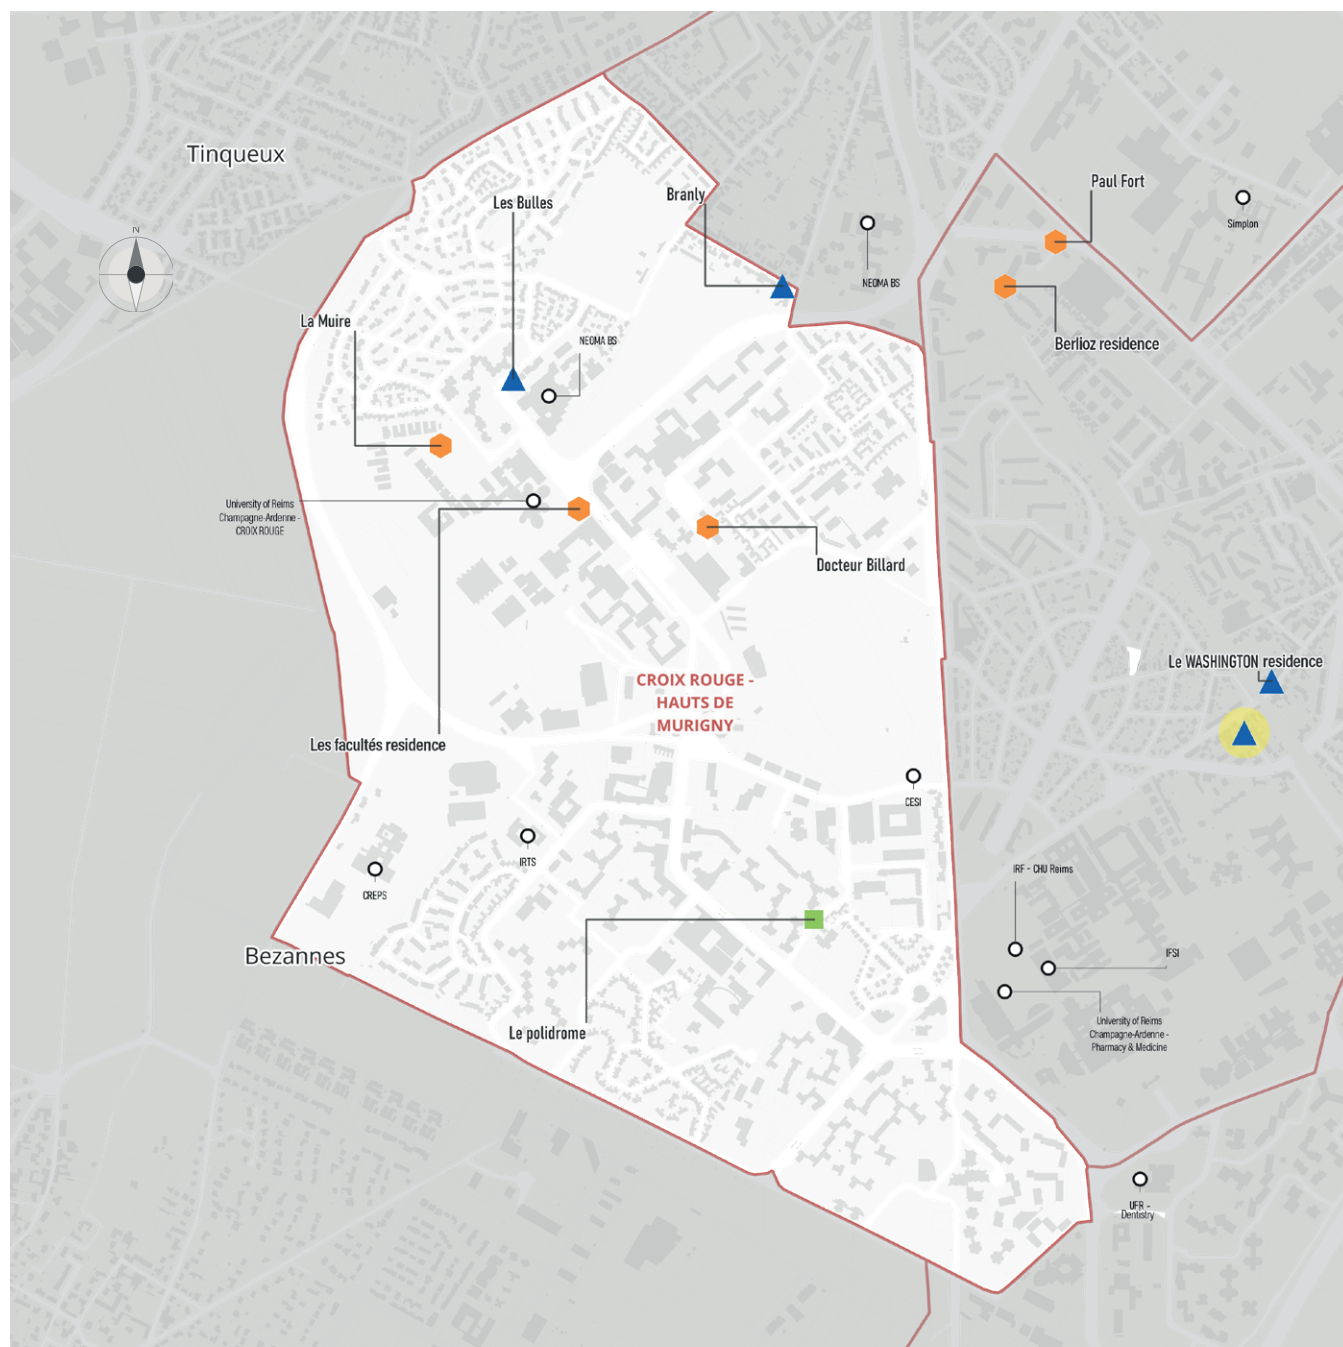 Tinqueux
N
Les Bulles
Branly
Paul Fort
Simplon
NEOMA BS
La Muire
NEOMA BS
Berlioz residence
University of Reims
Champagne-Ardenne -
CROIX ROUGE
Docteur Billard
Le WASHINGTON residence
CROIX ROUGE -
HAUTS DE
MURIGNY
Les facultés residence
CESI
IRTS
CREPS
IRF - CHU Reims
IFSI
Bezannes
Le polidrome
University of Reims
Champagne-Ardenne -
Pharmacy & Medicine
UFR -
Dentistry